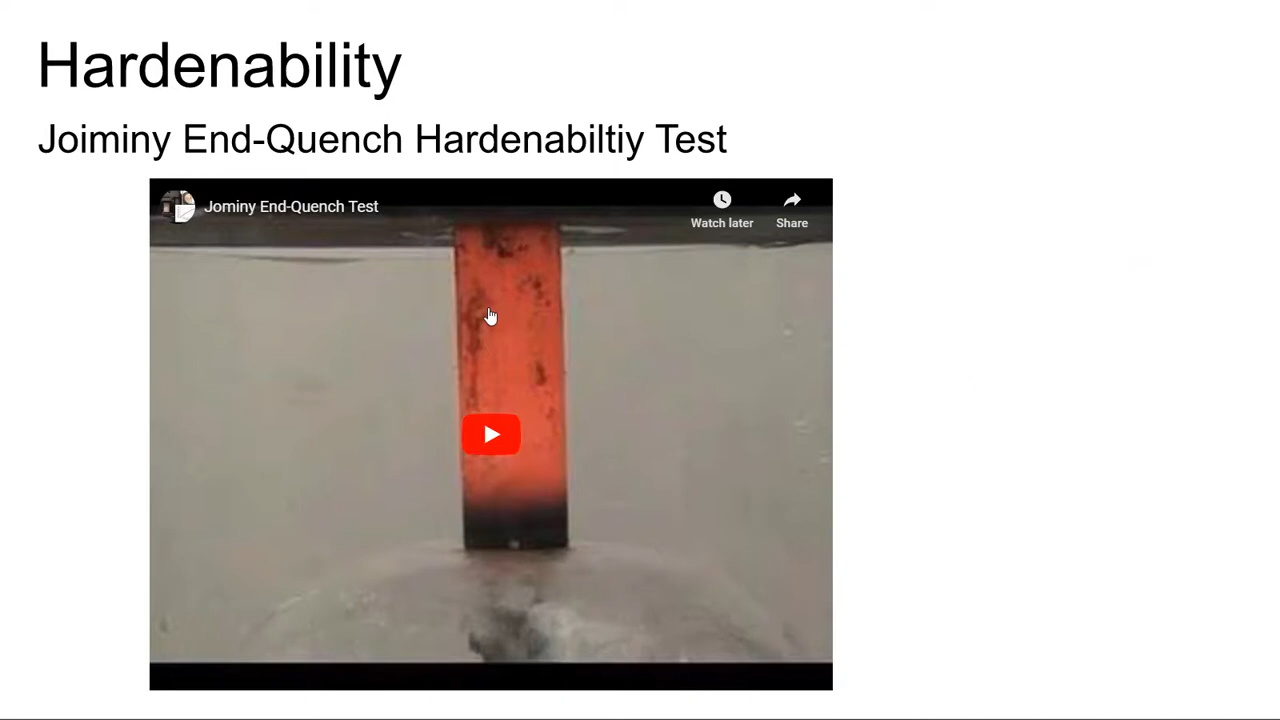 Hardenability
Joiminy End-Quench Hardenabiltiy Test
Jominy End-Quench Test
Watch later
Share